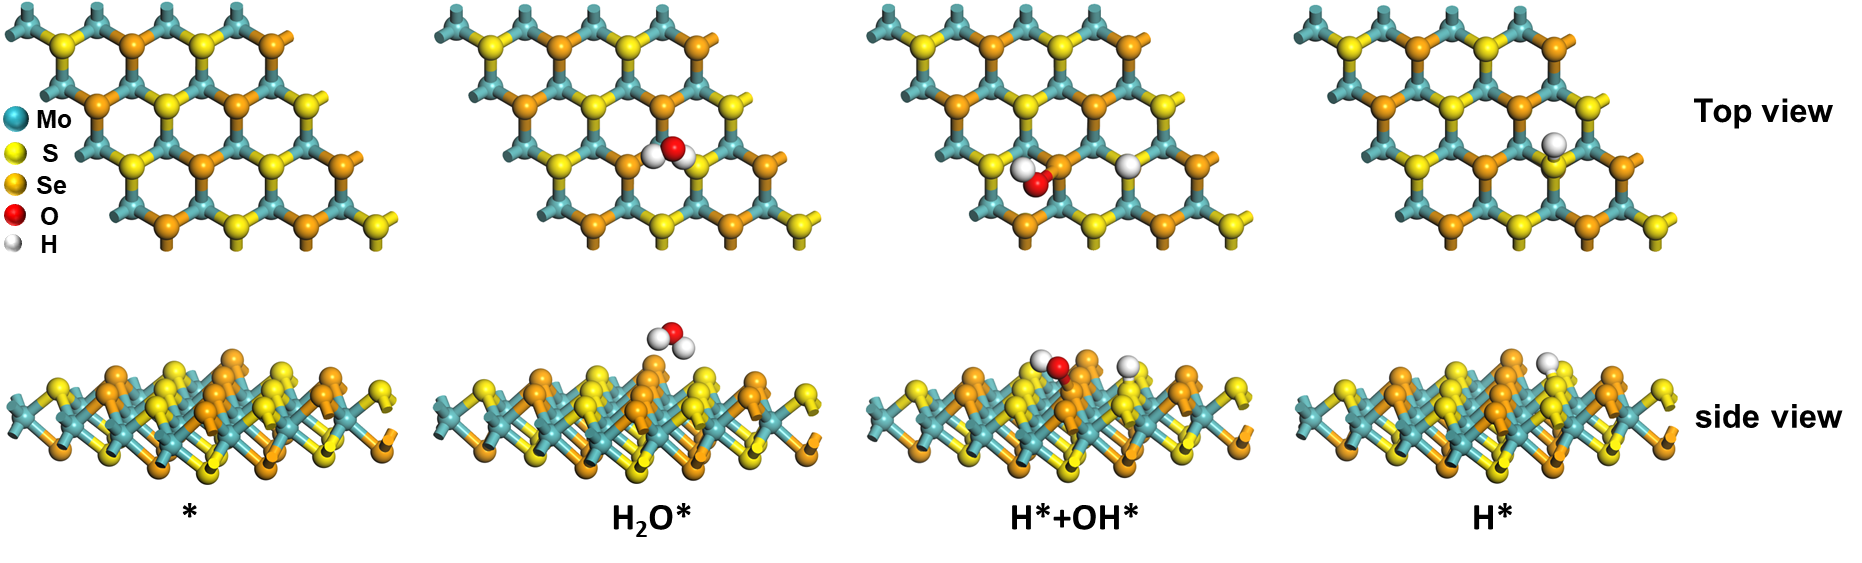 Mo
S
Se
O
H
Top view
side view
*
H₂O*
H*+OH*
H*